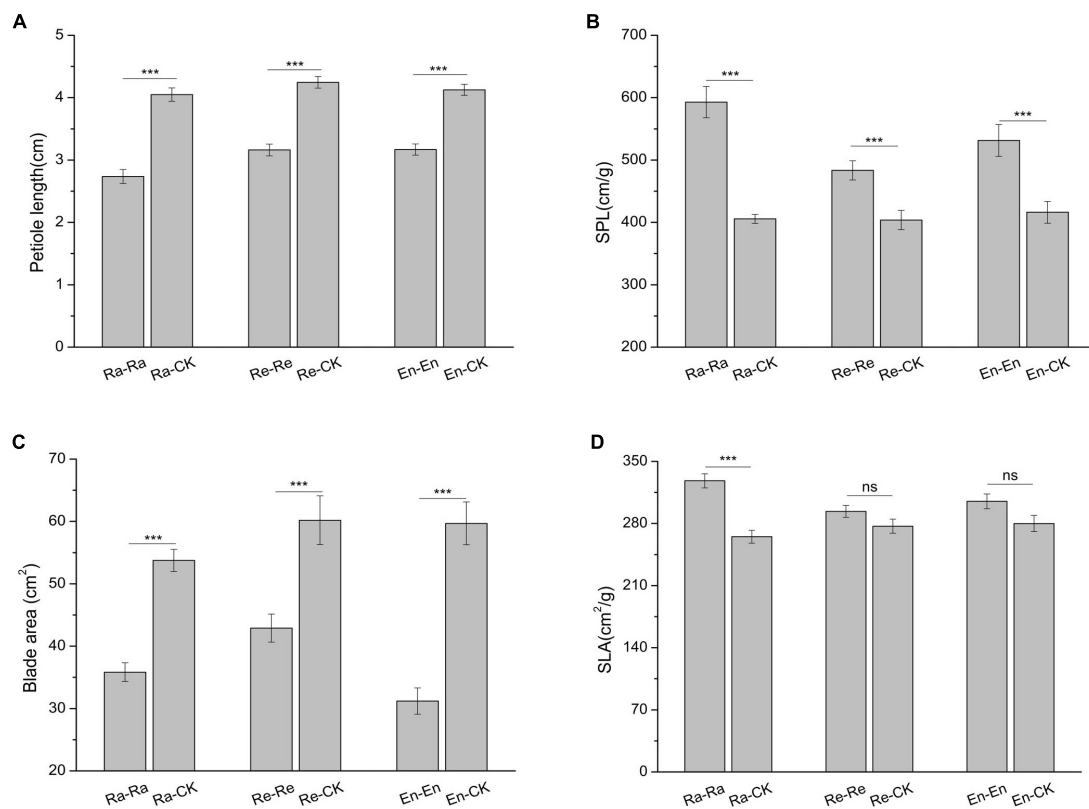 A
Petiole length(cm)
5
4
3
2
1
0
***
***
***
Ra-Ra
Ra-CK
Re-Re
Re-CK
En-En
En-CK
B
SPL(cm/g)
700
600
500
400
300
200
***
***
***
Ra-Ra
Ra-CK
Re-Re
Re-CK
En-En
En-CK
C
Blade area (cm²)
70
60
50
40
30
20
***
***
***
Ra-Ra
Ra-CK
Re-Re
Re-CK
En-En
En-CK
D
SLA(cm²/g)
350
280
210
140
70
0
***
ns
ns
Ra-Ra
Ra-CK
Re-Re
Re-CK
En-En
En-CK